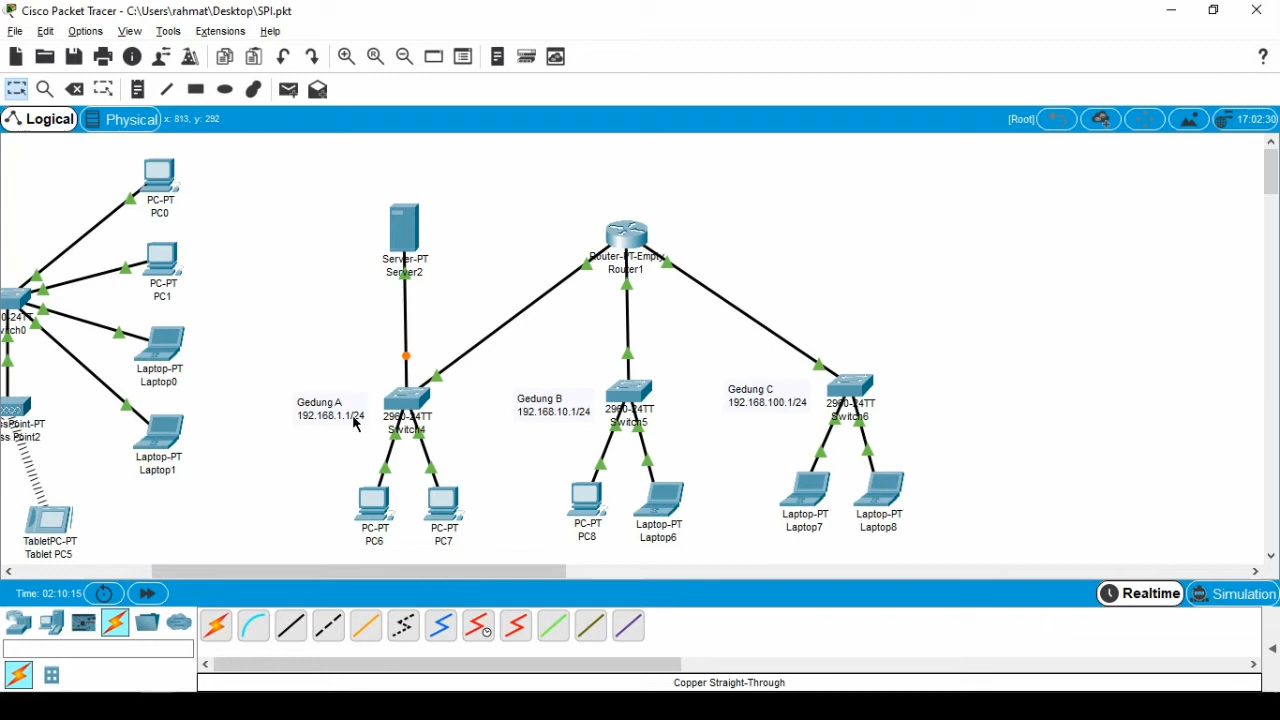 Cisco Packet Tracer - C:\Users\rahmat\Desktop\SPI.pkt
File Edit Options View Tools Extensions Help
Logical Physical x: 813, y: 292 [Root] 17:02:30
PC-PT
PC0
PC-PT
PC1
Laptop-PT
Laptop0
Laptop-PT
Laptop1
TabletPC-PT
Tablet PC5
Server-PT
Server2
Router-PT-Empty
Router1
Gedung A
192.168.1.1/24
2960-24TT
Switch4
Gedung B
192.168.10.1/24
2960-24TT
Switch5
Gedung C
192.168.100.1/24
2960-24TT
Switch6
PC-PT
PC6
PC-PT
PC7
PC-PT
PC8
Laptop-PT
Laptop6
Laptop-PT
Laptop7
Laptop-PT
Laptop8
Time: 02:10:15
Realtime Simulation
Copper Straight-Through